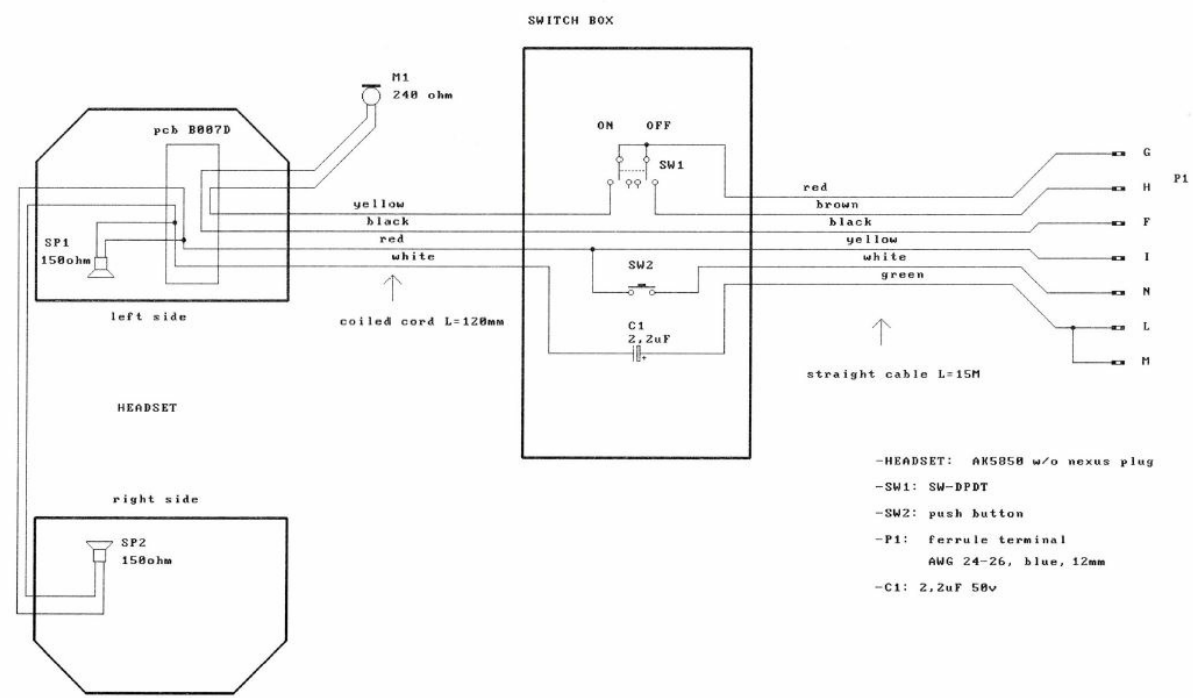 SWITCH BOX
M1
240 ohm
pcb B007D
ON OFF
SW1
G
P1
red
H
brown
yellow
black
black
F
SP1
150ohm
red
yellow
I
white
SW2
white
green
N
left side
coiled cord L=120mm
C1
2,2uF
+
L
M
straight cable L=15M
HEADSET
-HEADSET: AK5850 w/o nexus plug
-SW1: SW-DPDT
right side
-SW2: push button
-P1: ferrule terminal
AWG 24-26, blue, 12mm
SP2
150ohm
-C1: 2,2uF 50v